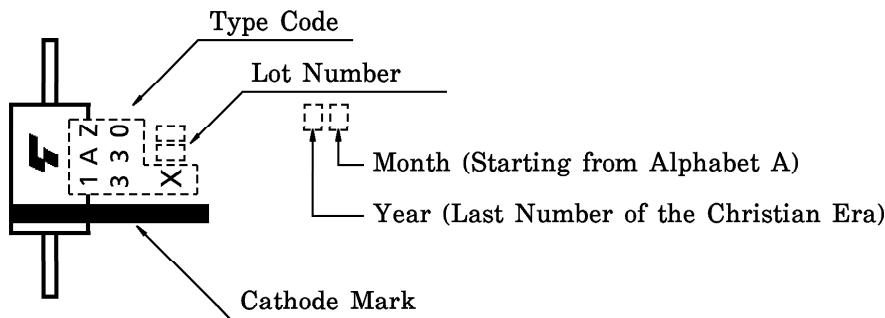 Type Code
Lot Number
1AZ
330
X
Month (Starting from Alphabet A)
Year (Last Number of the Christian Era)
Cathode Mark